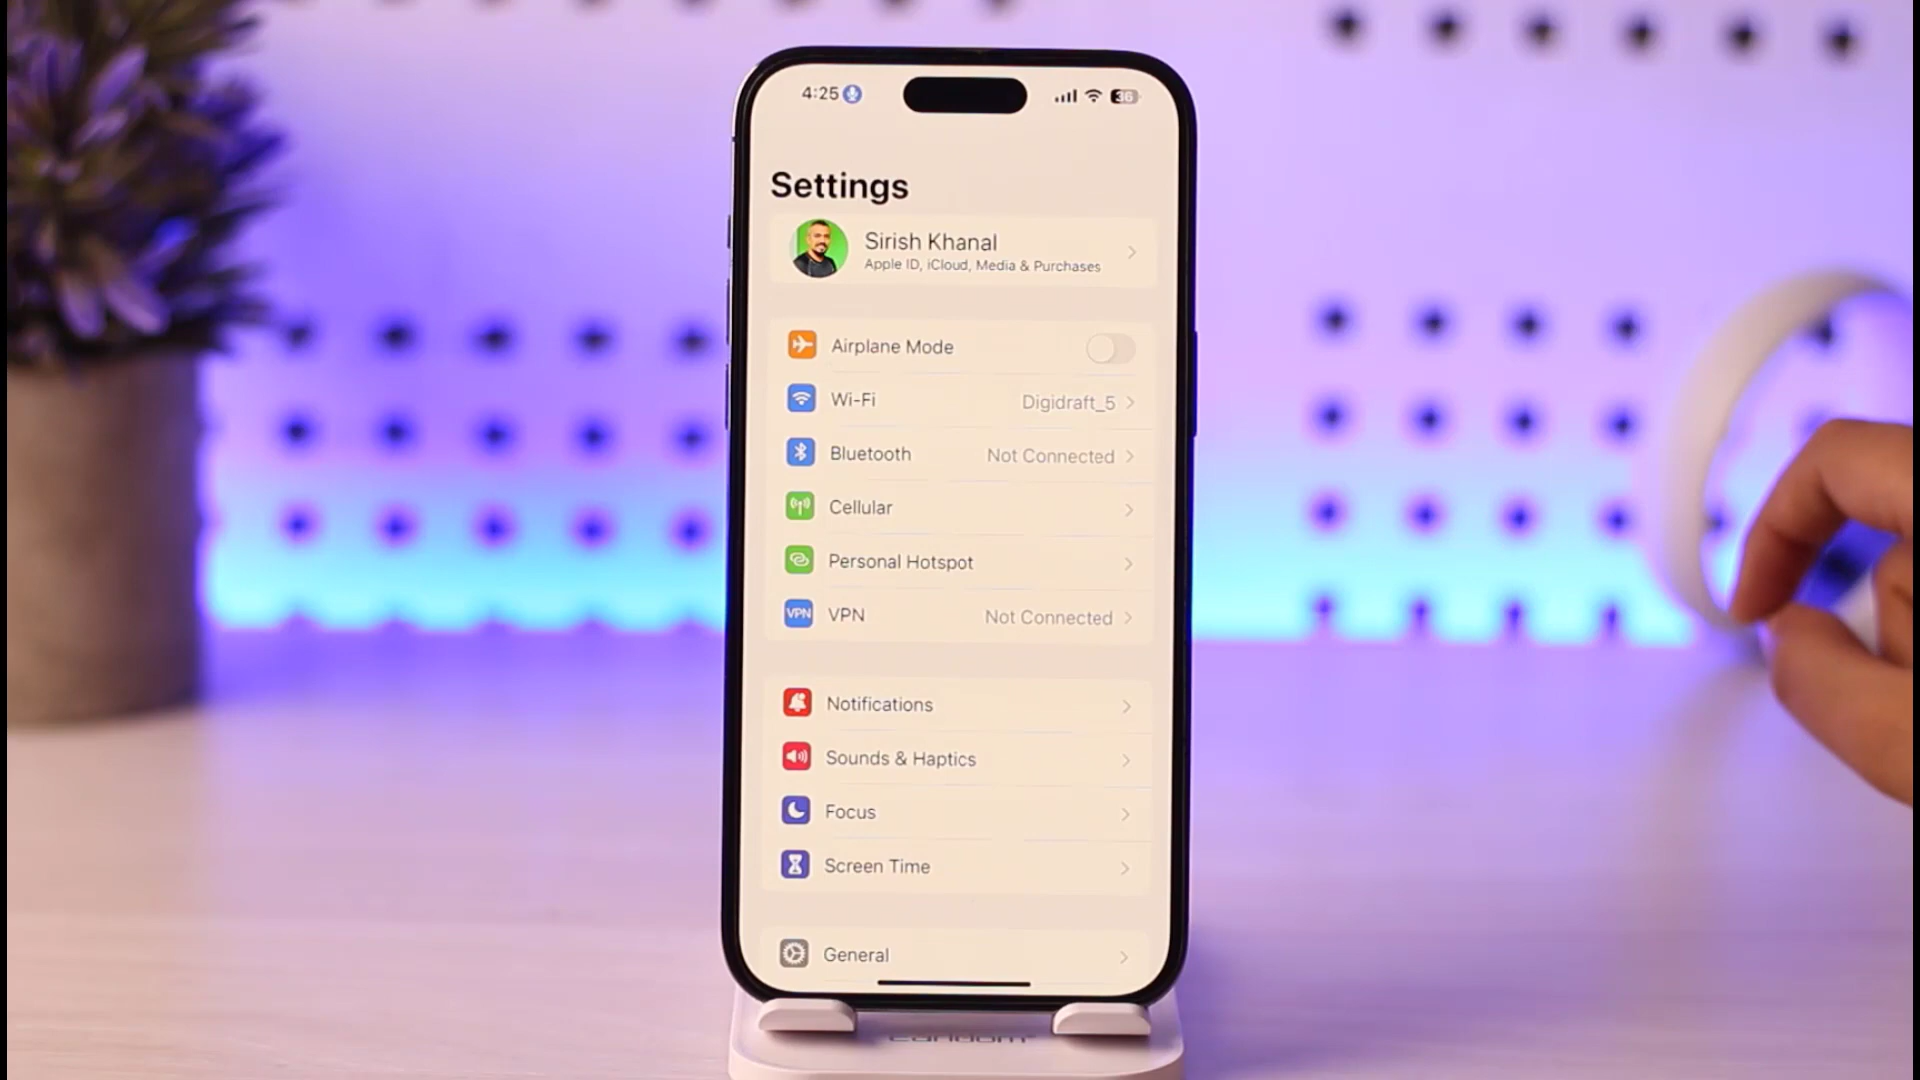 4:25
36
Settings
Sirish Khanal
Apple ID, iCloud, Media & Purchases
Airplane Mode
Wi-Fi Digidraft_5
Bluetooth Not Connected
Cellular
Personal Hotspot
VPN VPN Not Connected
Notifications
Sounds & Haptics
Focus
Screen Time
General